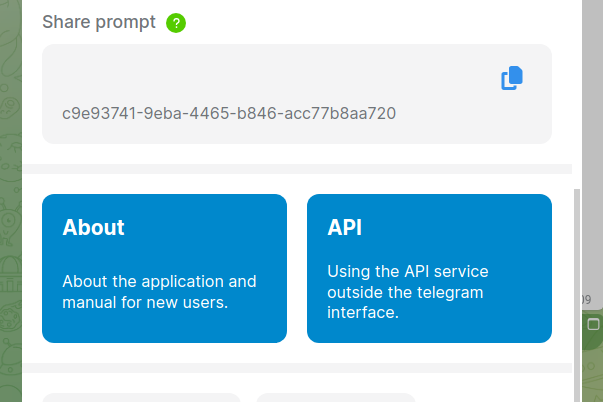 Share prompt ?
c9e93741-9eba-4465-b846-acc77b8aa720
About
About the application and
manual for new users.
API
Using the API service
outside the telegram
interface.
09